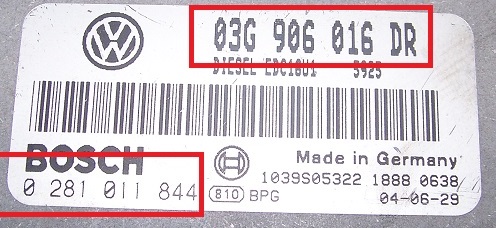 03G 906 016 DR
DIESEL EDC16U1 5925
BOSCH
Made in Germany
0 281 011 844 810 BPG
1039S05322 1888 0638
04-06-29